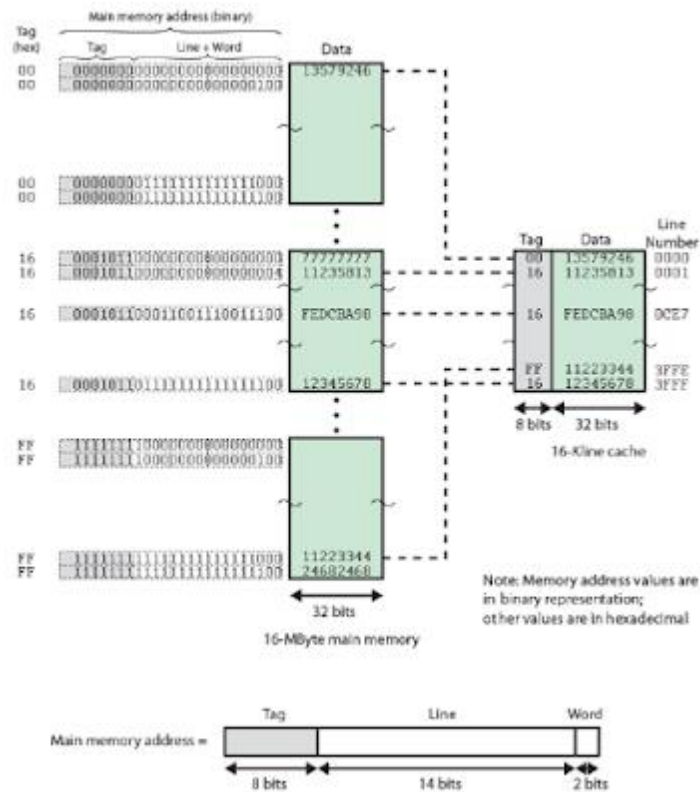 Main memory address (binary)
Tag
(hex)
Tag Line + Word Data
00 13579246
00
00
00
Tag Data Line
Number
16 77777777 00 13579246 0000
16 11235813 16 11235813 0001
16 FEDCBA98 16 FEDCBA98 0CE7
FF 11223344 3FFE
16 12345678 16 12345678 3FFF
8 bits 32 bits
16-Kline cache
FF
FF
FF 11223344
FF 24682468
32 bits
16-MByte main memory
Note: Memory address values are
in binary representation;
other values are in hexadecimal
Tag Line Word
Main memory address =
8 bits 14 bits 2 bits